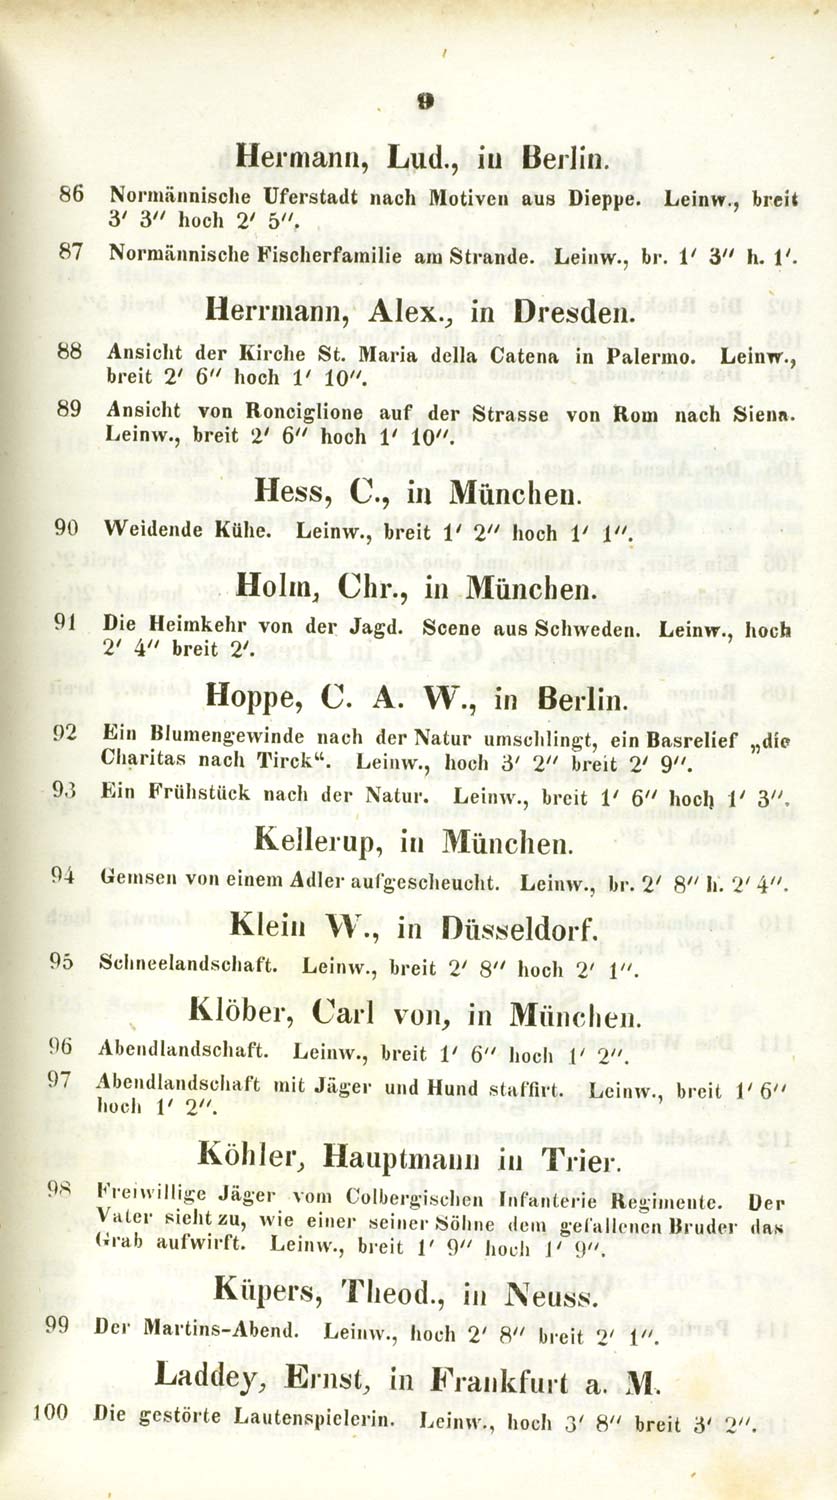 9
Hermann, Lud., in Berlin.
86 Normännische Uferstadt nach Motiven aus Dieppe. Leinw., breit
3′ 3″ hoch 2′ 5″.
87 Normännische Fischerfamilie am Strande. Leinw., br. 1′ 3″ h. 1′.
Herrmann, Alex., in Dresden.
88 Ansicht der Kirche St. Maria della Catena in Palermo. Leinw.,
breit 2′ 6″ hoch 1′ 10″.
89 Ansicht von Ronciglione auf der Strasse von Rom nach Siena.
Leinw., breit 2′ 6″ hoch 1′ 10″.
Hess, C., in München.
90 Weidende Kühe. Leinw., breit 1′ 2″ hoch 1′ 1″.
Holm, Chr., in München.
91 Die Heimkehr von der Jagd. Scene aus Schweden. Leinw., hoch
2′ 4″ breit 2′.
Hoppe, C. A. W., in Berlin.
92 Ein Blumengewinde nach der Natur umschlingt, ein Basrelief „die
Charitas nach Tirck“. Leinw., hoch 3′ 2″ breit 2′ 9″.
93 Ein Frühstück nach der Natur. Leinw., breit 1′ 6″ hoch 1′ 3″.
Kellerup, in München.
94 Gemsen von einem Adler aufgescheucht. Leinw., br. 2′ 8″ h. 2′ 4″.
Klein W., in Düsseldorf.
95 Schneelandschaft. Leinw., breit 2′ 8″ hoch 2′ 1″.
Klöber, Carl von, in München.
96 Abendlandschaft. Leinw., breit 1′ 6″ hoch 1′ 2″.
97 Abendlandschaft mit Jäger und Hund staffirt. Leinw., breit 1′ 6″
hoch 1′ 2″.
Köhler, Hauptmann in Trier.
98 Freiwillige Jäger vom Colbergischen Infanterie Regimente. Der
Vater sieht zu, wie einer seiner Söhne dem gefallenen Bruder das
Grab aufwirft. Leinw., breit 1′ 9″ hoch 1′ 9″.
Küpers, Theod., in Neuss.
99 Der Martins-Abend. Leinw., hoch 2′ 8″ breit 2′ 1″.
Laddey, Ernst, in Frankfurt a. M.
100 Die gestörte Lautenspielerin. Leinw., hoch 3′ 8″ breit 3′ 2″.